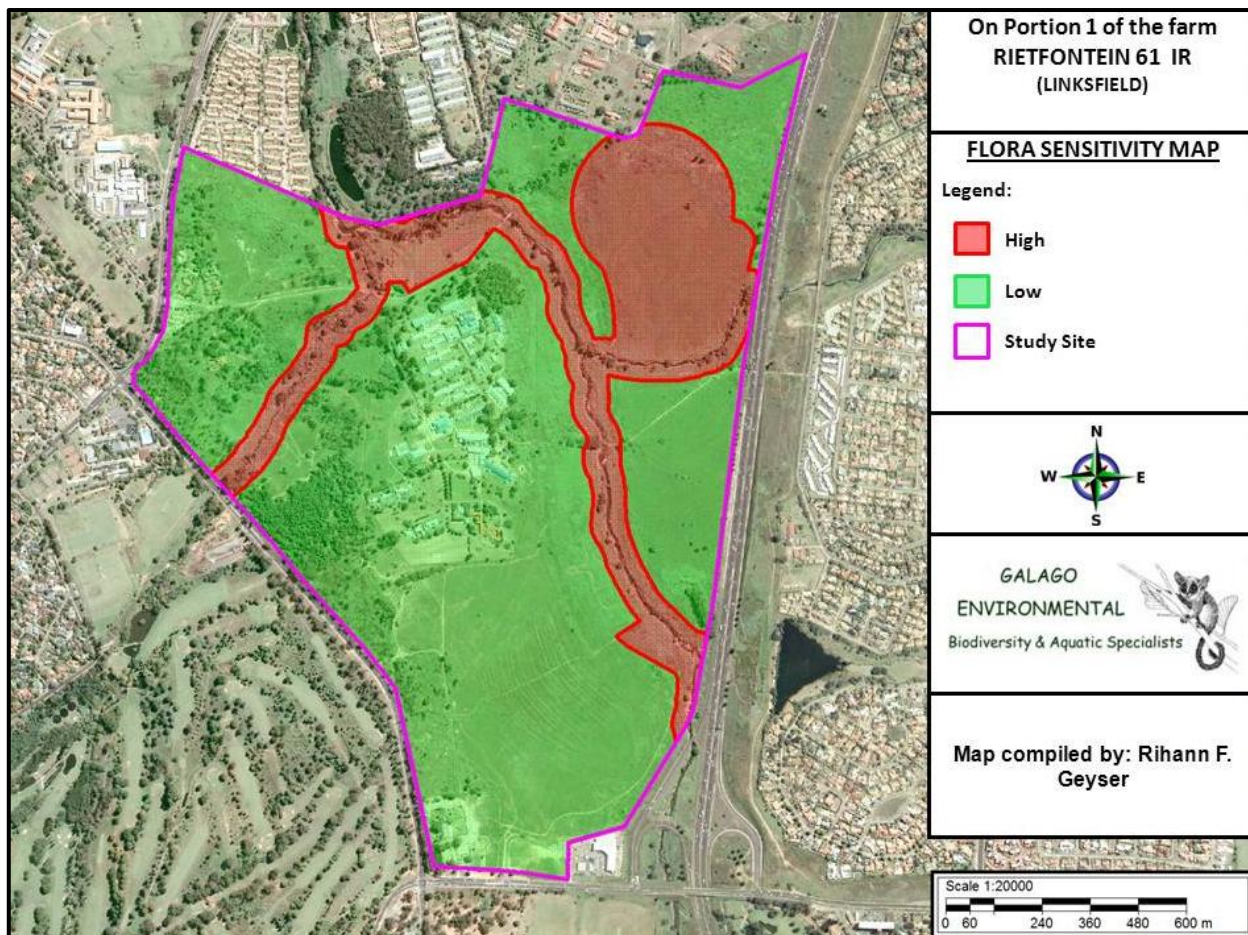 On Portion 1 of the farm
RIETFONTEIN 61 IR
(LINKSFIELD)
FLORA SENSITIVITY MAP
Legend:
High
Low
Study Site
N
W
E
S
GALAGO
ENVIRONMENTAL
Biodiversity & Aquatic Specialists
Map compiled by: Rihann F.
Geyser
Scale 1:20000
0 60 240 360 480 600 m